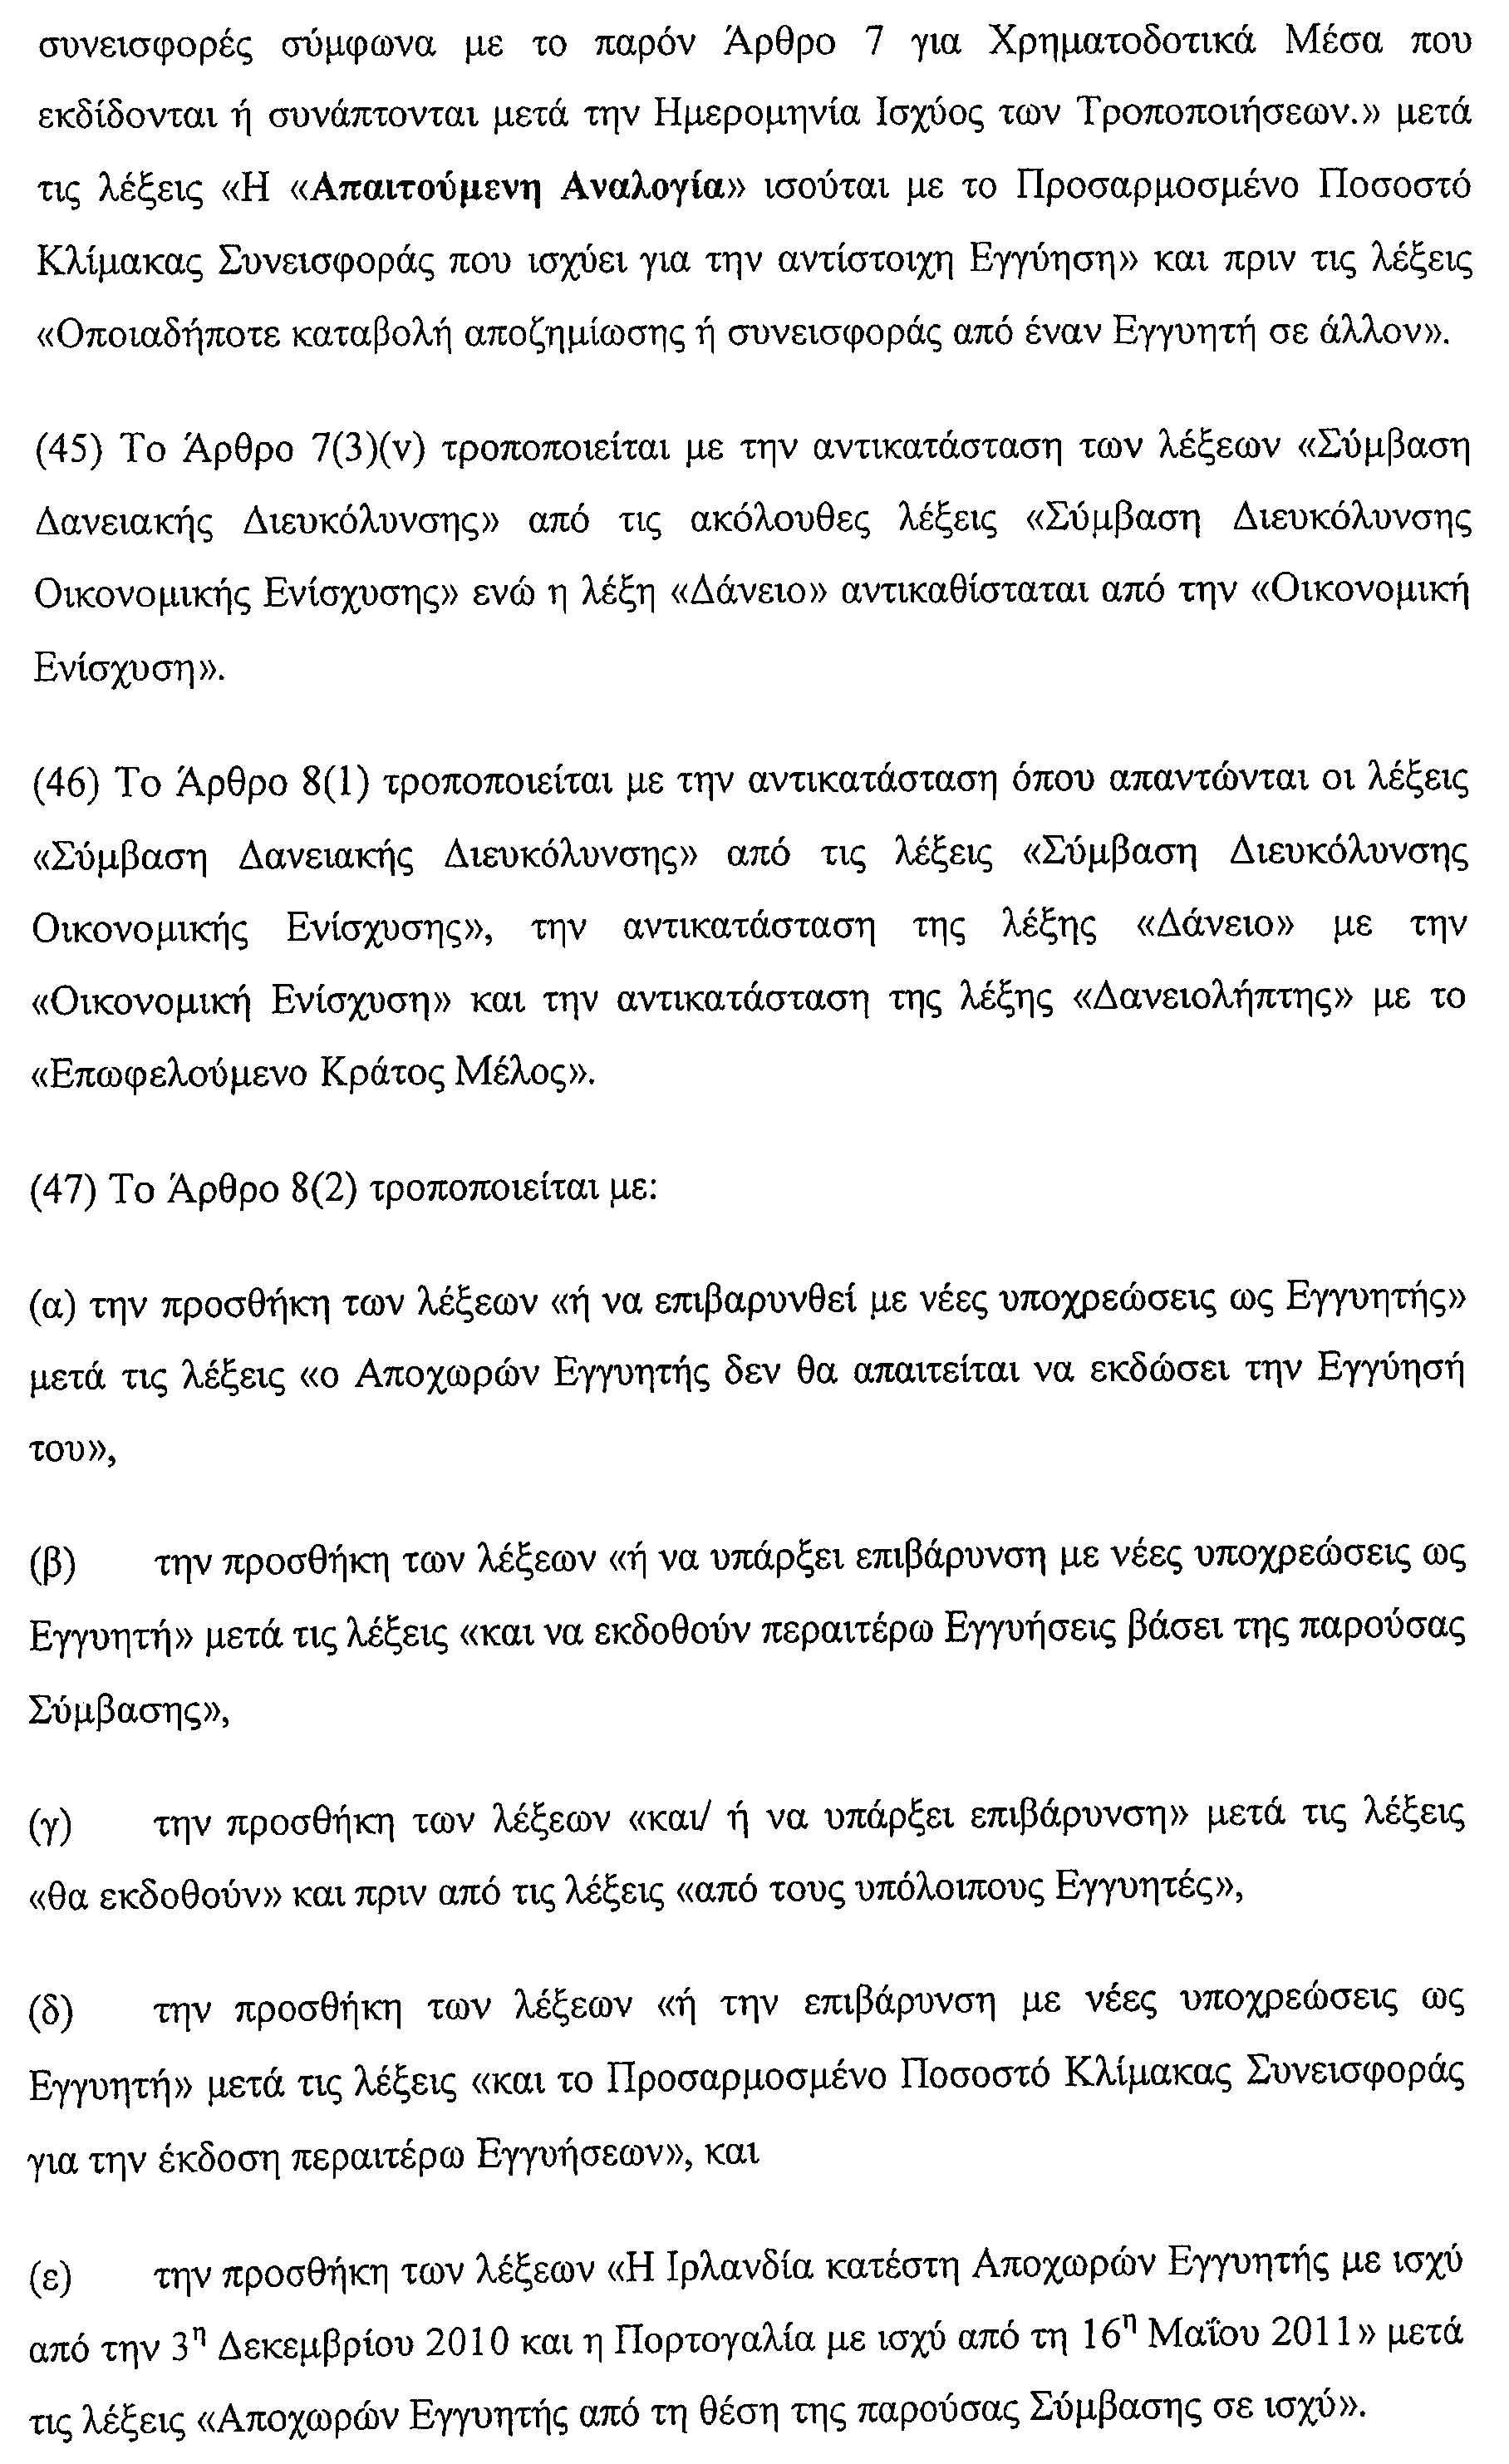 συνεισφορές σύμφωνα με το παρόν Άρθρο 7 για Χρηματοδοτικά Μέσα που
εκδίδονται ή συνάπτονται μετά την Ημερομηνία Ισχύος των Τροποποιήσεων.» μετά
τις λέξεις «Η «Απαιτούμενη Αναλογία» ισούται με το Προσαρμοσμένο Ποσοστό
Κλίμακας Συνεισφοράς που ισχύει για την αντίστοιχη Εγγύηση» και πριν τις λέξεις
«Οποιαδήποτε καταβολή αποζημίωσης ή συνεισφοράς από έναν Εγγυητή σε άλλον».
(45) Το Άρθρο 7(3)(v) τροποποιείται με την αντικατάσταση των λέξεων «Σύμβαση
Δανειακής Διευκόλυνσης» από τις ακόλουθες λέξεις «Σύμβαση Διευκόλυνσης
Οικονομικής Ενίσχυσης» ενώ η λέξη «Δάνειο» αντικαθίσταται από την «Οικονομική
Ενίσχυση».
(46) Το Άρθρο 8(1) τροποποιείται με την αντικατάσταση όπου απαντώνται οι λέξεις
«Σύμβαση Δανειακής Διευκόλυνσης» από τις λέξεις «Σύμβαση Διευκόλυνσης
Οικονομικής Ενίσχυσης», την αντικατάσταση της λέξης «Δάνειο» με την
«Οικονομική Ενίσχυση» και την αντικατάσταση της λέξης «Δανειολήπτης» με το
«Επωφελούμενο Κράτος Μέλος».
(47) Το Άρθρο 8(2) τροποποιείται με:
(α) την προσθήκη των λέξεων «ή να επιβαρυνθεί με νέες υποχρεώσεις ως Εγγυητής»
μετά τις λέξεις «ο Αποχωρών Εγγυητής δεν θα απαιτείται να εκδώσει την Εγγύησή
του»,
(β) την προσθήκη των λέξεων «ή να υπάρξει επιβάρυνση με νέες υποχρεώσεις ως
Εγγυητή» μετά τις λέξεις «και να εκδοθούν περαιτέρω Εγγυήσεις βάσει της παρούσας
Σύμβασης»,
(γ) την προσθήκη των λέξεων «και/ ή να υπάρξει επιβάρυνση» μετά τις λέξεις
«θα εκδοθούν» και πριν από τις λέξεις «από τους υπόλοιπους Εγγυητές»,
(δ) την προσθήκη των λέξεων «ή την επιβάρυνση με νέες υποχρεώσεις ως
Εγγυητή» μετά τις λέξεις «και το Προσαρμοσμένο Ποσοστό Κλίμακας Συνεισφοράς
για την έκδοση περαιτέρω Εγγυήσεων», και
(ε) την προσθήκη των λέξεων «Η Ιρλανδία κατέστη Αποχωρών Εγγυητής με ισχύ
από την 3η Δεκεμβρίου 2010 και η Πορτογαλία με ισχύ από τη 16η Μαΐου 2011» μετά
τις λέξεις «Αποχωρών Εγγυητής από τη θέση της παρούσας Σύμβασης σε ισχύ».